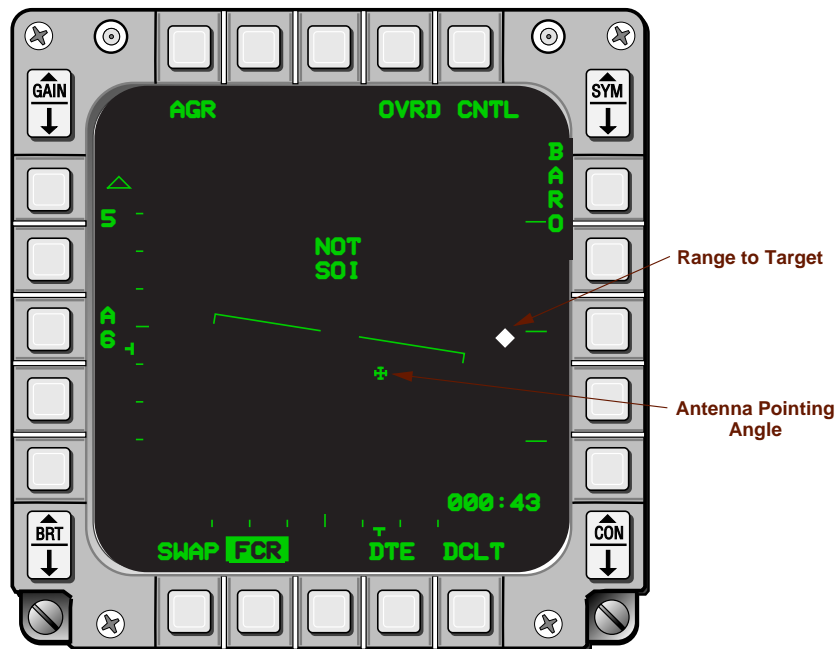 GAIN
SYM
AGR
OVRD CNTL
BARO
5
NOT
SOI
Range to Target
A
6
Antenna Pointing
Angle
000:43
BRT
CON
SWAP FCR DTE DCLT